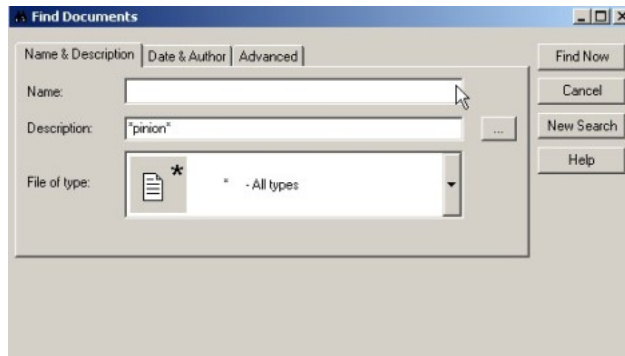 Find Documents
Name & Description
Date & Author
Advanced
Find Now
Name:
Cancel
Description:
*pinion*
...
New Search
Help
File of type:
*
* - All types